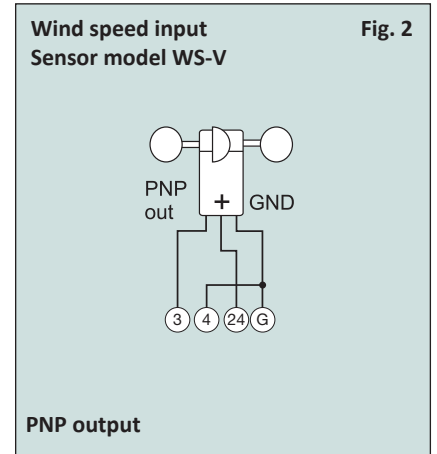 Wind speed input Fig. 2
Sensor model WS-V
PNP
out
+ GND
3 4 24 G
PNP output